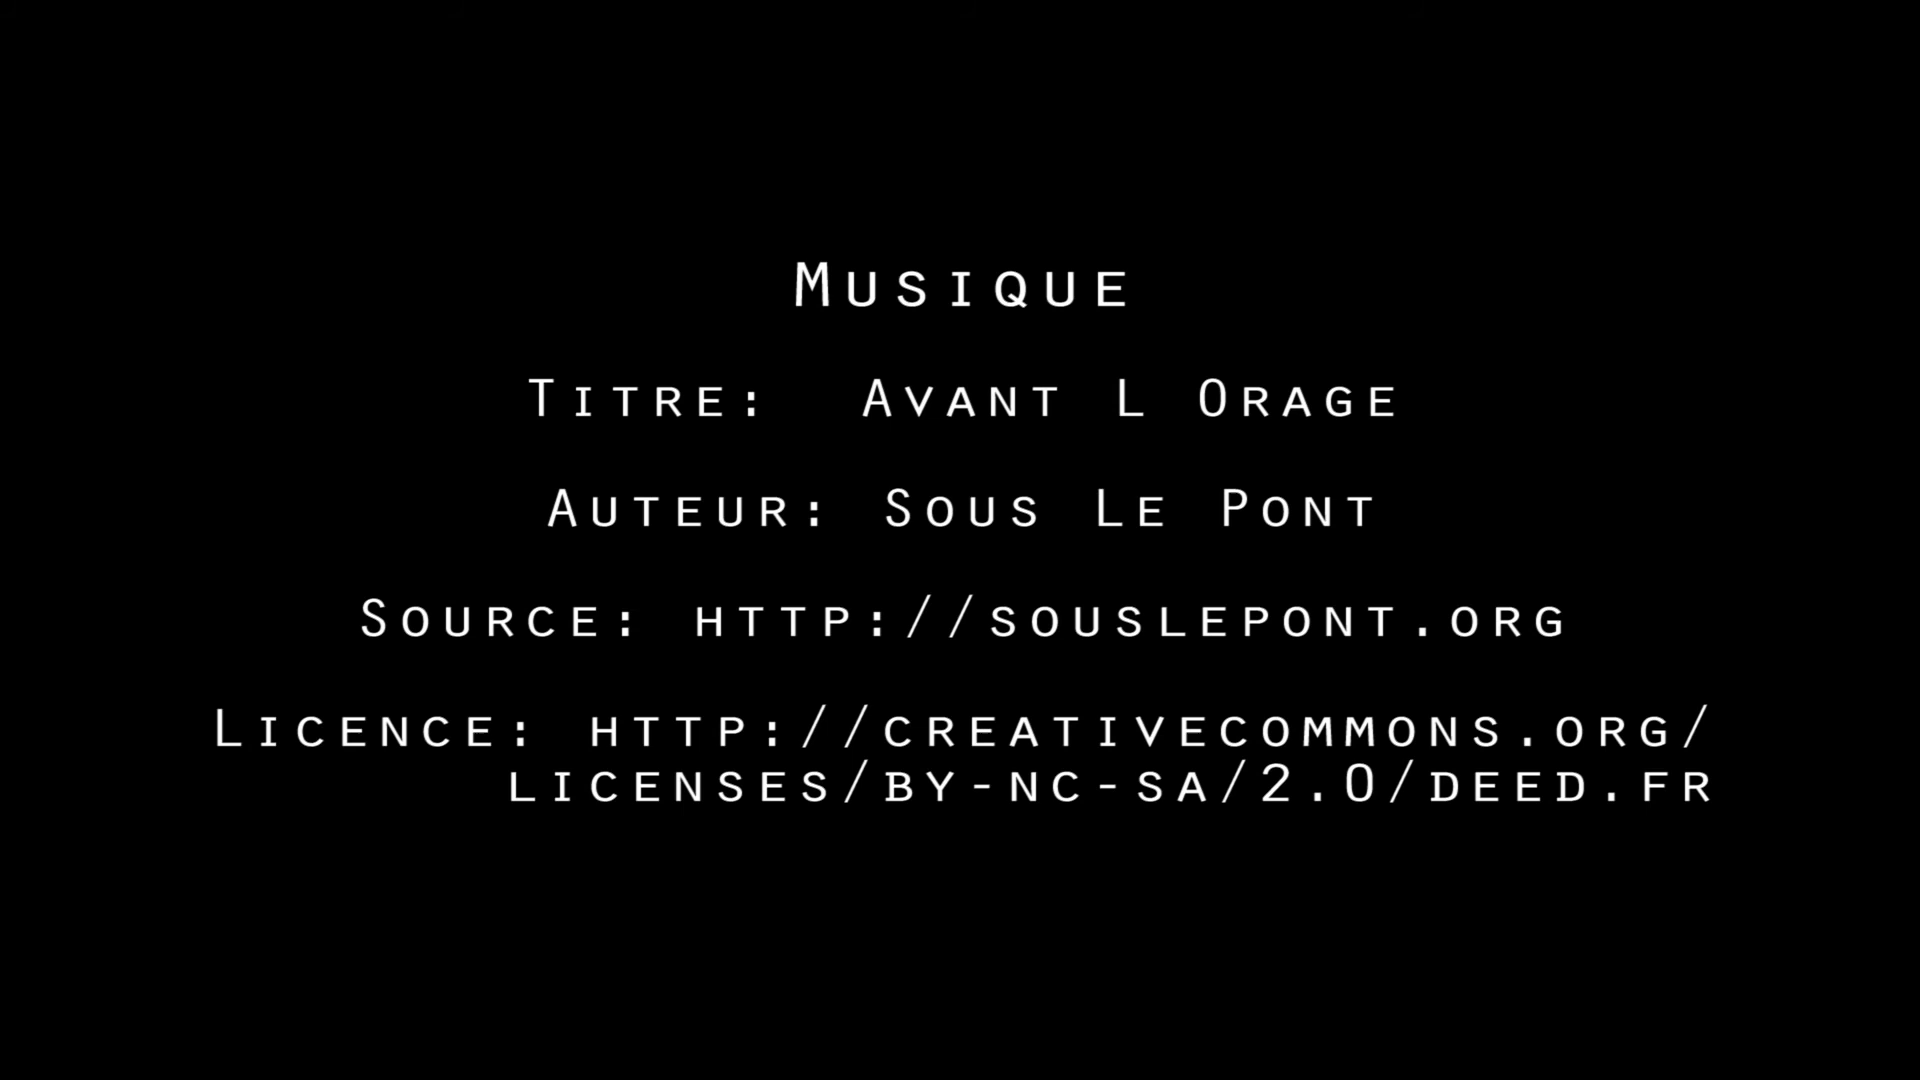 Musique
Titre: Avant L Orage
Auteur: Sous Le Pont
Source: http://souslepont.org
Licence: http://creativecommons.org/
licenses/by-nc-sa/2.0/deed.fr